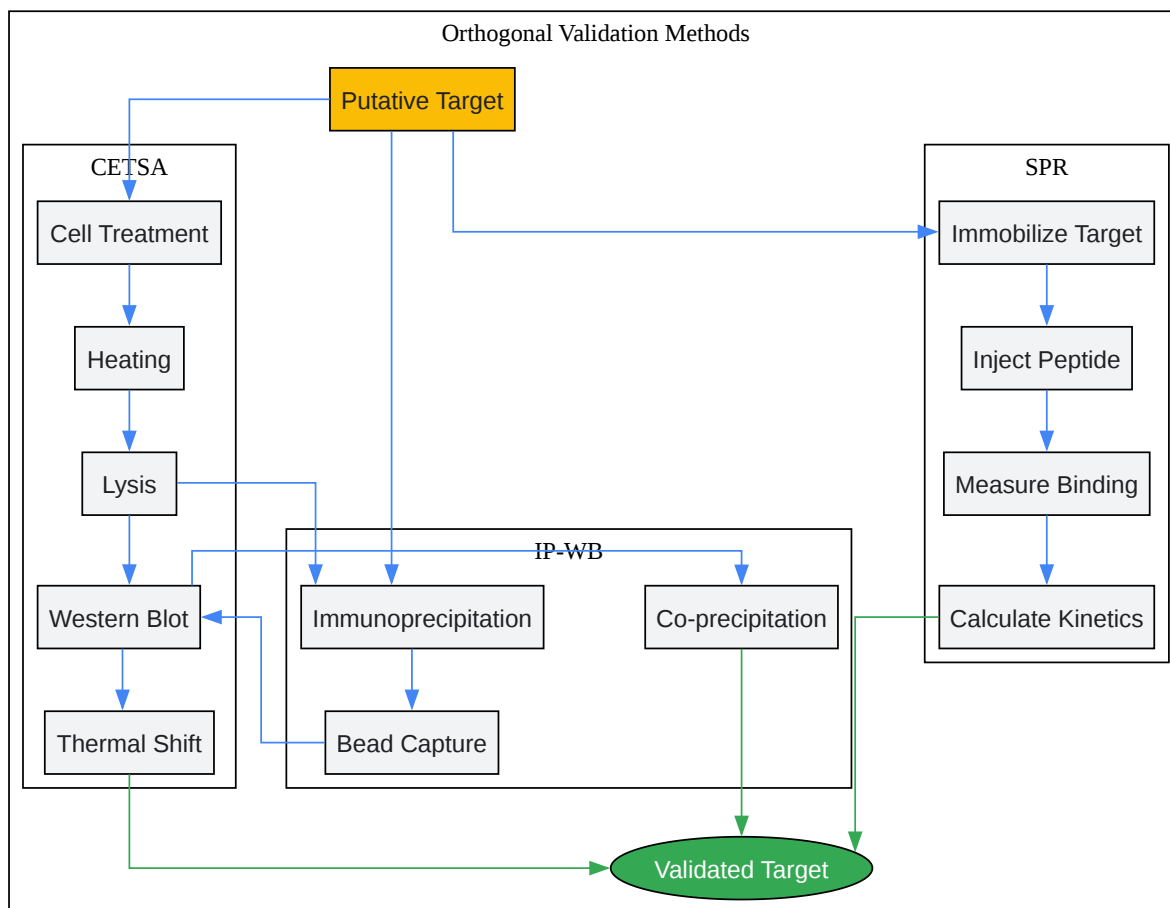 Orthogonal Validation Methods
Putative Target
CETSA
Cell Treatment
Heating
Lysis
Western Blot
Thermal Shift
IP-WB
Immunoprecipitation
Co-precipitation
Bead Capture
SPR
Immobilize Target
Inject Peptide
Measure Binding
Calculate Kinetics
Validated Target